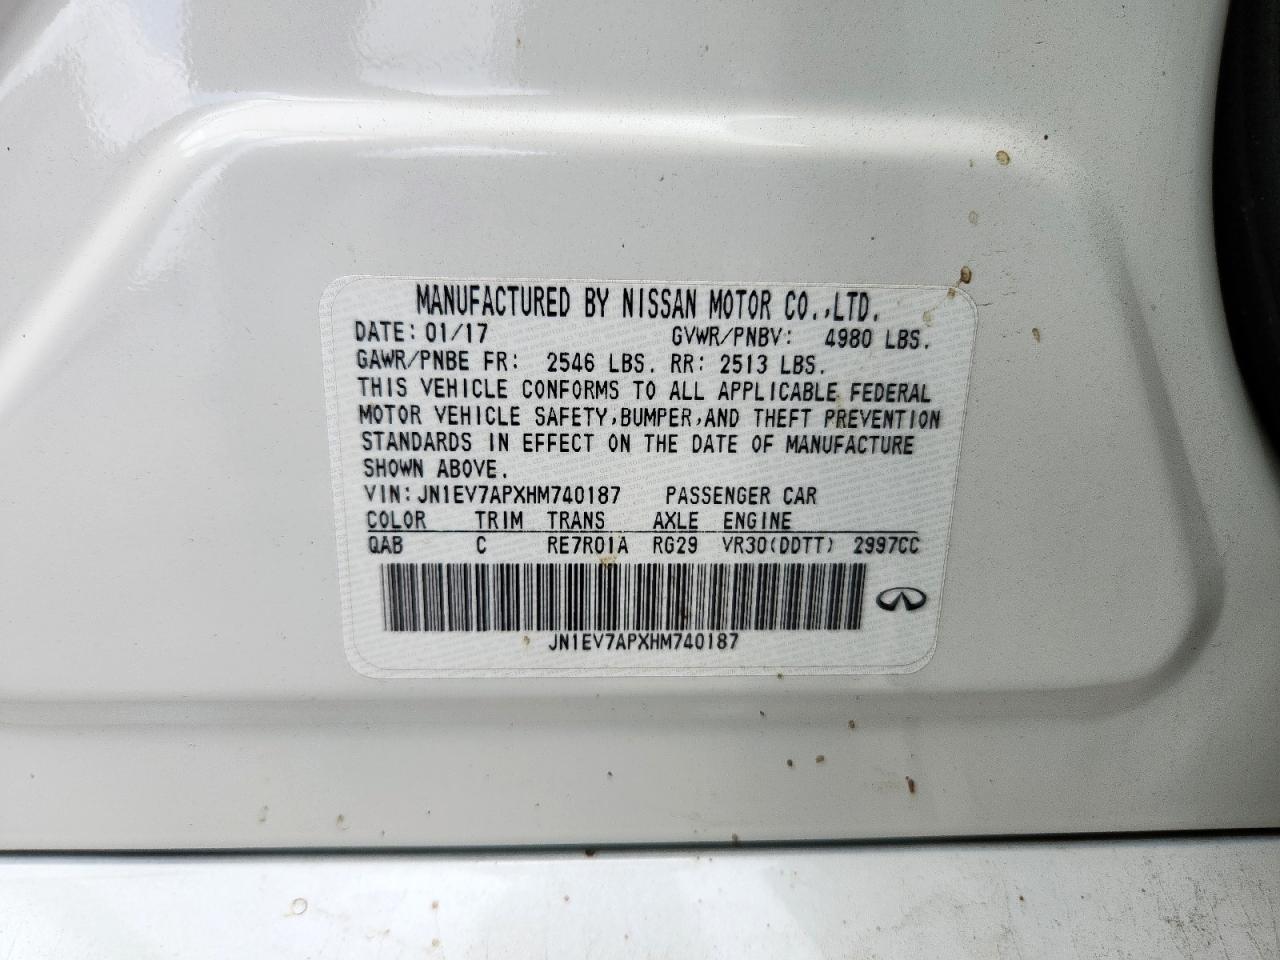 MANUFACTURED BY NISSAN MOTOR CO.,LTD.
DATE: 01/17 GVWR/PNBV: 4980 LBS.
GAWR/PNBE FR: 2546 LBS. RR: 2513 LBS.
THIS VEHICLE CONFORMS TO ALL APPLICABLE FEDERAL
MOTOR VEHICLE SAFETY,BUMPER,AND THEFT PREVENTION
STANDARDS IN EFFECT ON THE DATE OF MANUFACTURE
SHOWN ABOVE.
VIN: JN1EV7APXHM740187 PASSENGER CAR
COLOR TRIM TRANS AXLE ENGINE
QAB C RE7R01A RG29 VR30(DDTT) 2997CC
JN1EV7APXHM740187